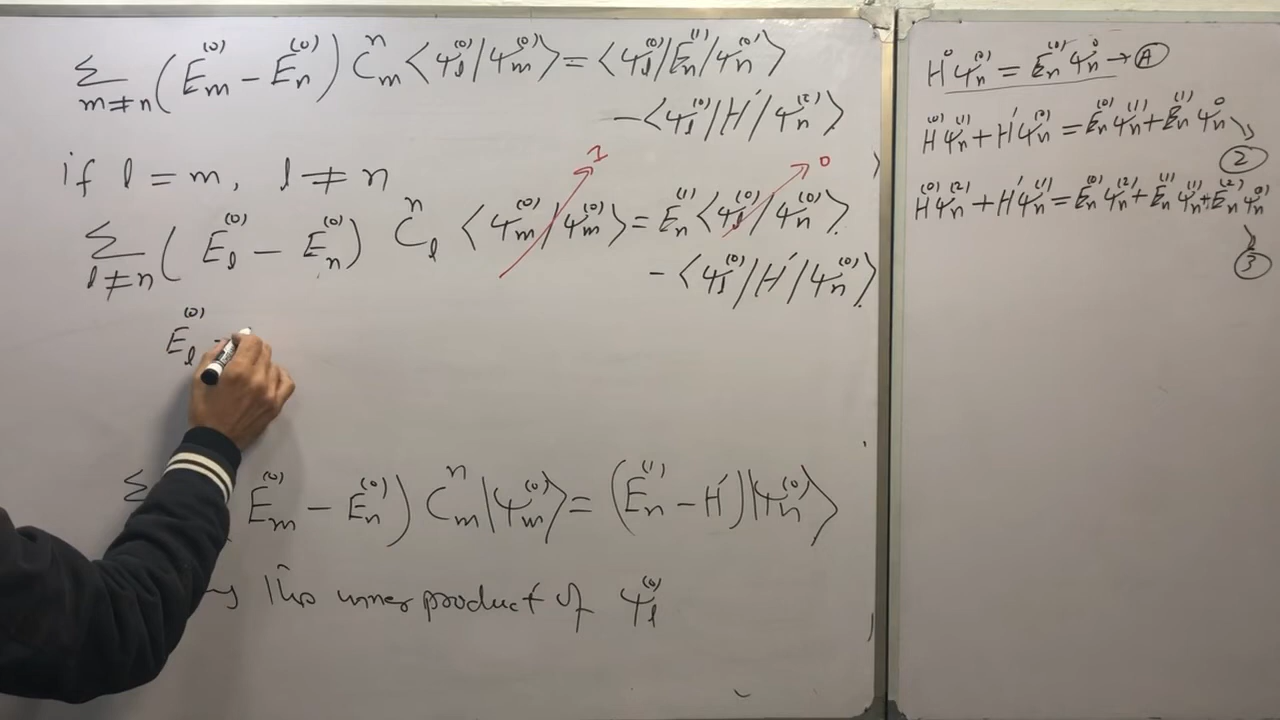 Σ_{m≠n} (E_m^{(0)} − E_n^{(0)}) C_m^n ⟨ψ_l^{(0)}|ψ_m^{(0)}⟩ = ⟨ψ_l^{(0)}|E_n^{(1)}|ψ_n^{(0)}⟩
− ⟨ψ_l^{(0)}|H′|ψ_n^{(2)}⟩
if l = m, l ≠ n
1
0
Σ_{l≠n} (E_l^{(0)} − E_n^{(0)}) C_l^n ⟨ψ_m^{(0)}|ψ_m^{(0)}⟩ = E_n^{(1)} ⟨ψ_l^{(0)}|ψ_n^{(0)}⟩
− ⟨ψ_l^{(0)}|H′|ψ_n^{(0)}⟩
E_l^{(0)} −
Σ (E_m^{(0)} − E_n^{(0)}) C_m^n |ψ_m^{(0)}⟩ = (E_n^{(1)} − H′)|ψ_n^{(0)}⟩
this inner product of ψ_l^{(0)}
H^0 ψ_n^{(0)} = E_n^{(0)} ψ_n^0 → Ⓐ
H^{(0)} ψ_n^{(1)} + H′ ψ_n^{(0)} = E_n^{(0)} ψ_n^{(1)} + E_n^{(1)} ψ_n^0
②
H^{(0)} ψ_n^{(2)} + H′ ψ_n^{(1)} = E_n^{(0)} ψ_n^{(2)} + E_n^{(1)} ψ_n^{(1)} + E_n^{(2)} ψ_n^{(0)}
③